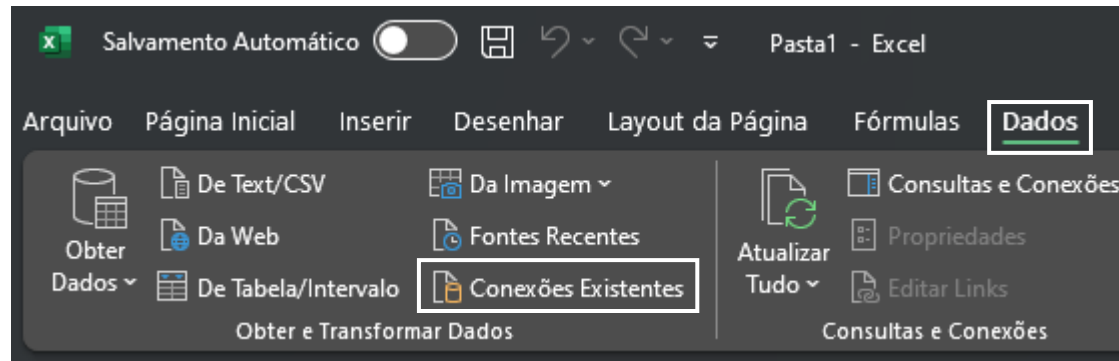 Salvamento Automático Pasta1 - Excel
Arquivo Página Inicial Inserir Desenhar Layout da Página Fórmulas Dados
De Text/CSV Da Imagem Consultas e Conexões
Da Web Fontes Recentes Propriedades
Obter Dados De Tabela/Intervalo Conexões Existentes Atualizar Tudo Editar Links
Obter e Transformar Dados Consultas e Conexões